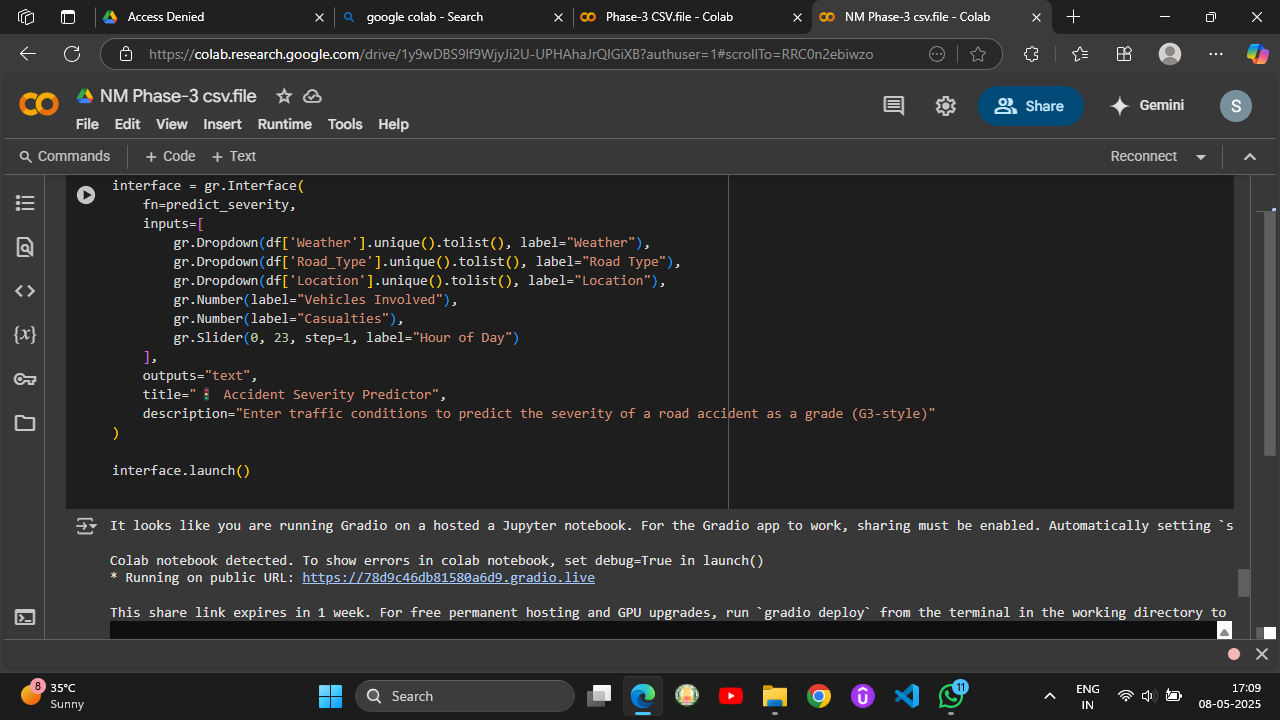 Access Denied
google colab - Search
Phase-3 CSV.file - Colab
NM Phase-3 csv.file - Colab
https://colab.research.google.com/drive/1y9wDBS9lf9WjyJi2U-UPHAhaJrQIGiXB?authuser=1#scrollTo=RRC0n2ebiwzo
NM Phase-3 csv.file
File Edit View Insert Runtime Tools Help
Share
Gemini
S
Commands + Code + Text
Reconnect
interface = gr.Interface(
    fn=predict_severity,
    inputs=[
        gr.Dropdown(df['Weather'].unique().tolist(), label="Weather"),
        gr.Dropdown(df['Road_Type'].unique().tolist(), label="Road Type"),
        gr.Dropdown(df['Location'].unique().tolist(), label="Location"),
        gr.Number(label="Vehicles Involved"),
        gr.Number(label="Casualties"),
        gr.Slider(0, 23, step=1, label="Hour of Day")
    ],
    outputs="text",
    title="🚦 Accident Severity Predictor",
    description="Enter traffic conditions to predict the severity of a road accident as a grade (G3-style)"
)
interface.launch()
It looks like you are running Gradio on a hosted a Jupyter notebook. For the Gradio app to work, sharing must be enabled. Automatically setting `s
Colab notebook detected. To show errors in colab notebook, set debug=True in launch()
* Running on public URL: https://78d9c46db81580a6d9.gradio.live
This share link expires in 1 week. For free permanent hosting and GPU upgrades, run `gradio deploy` from the terminal in the working directory to
8
35°C
Sunny
Search
11
ENG
IN
17:09
08-05-2025